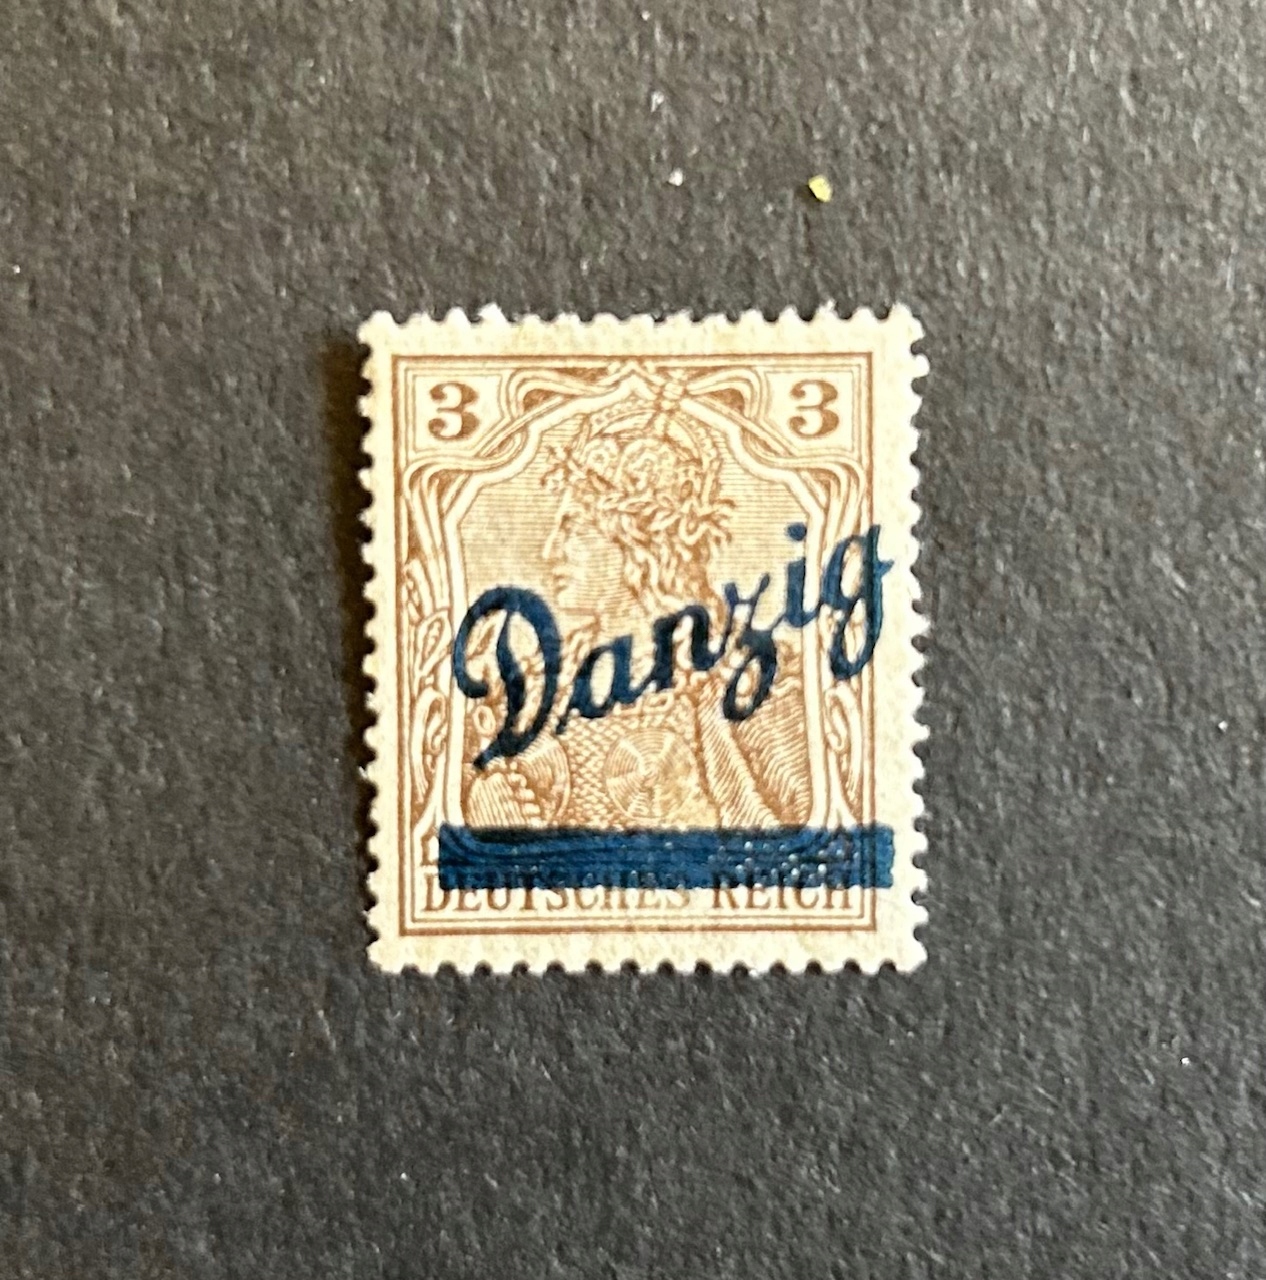 3 3
Danzig
DEUTSCHES REICH